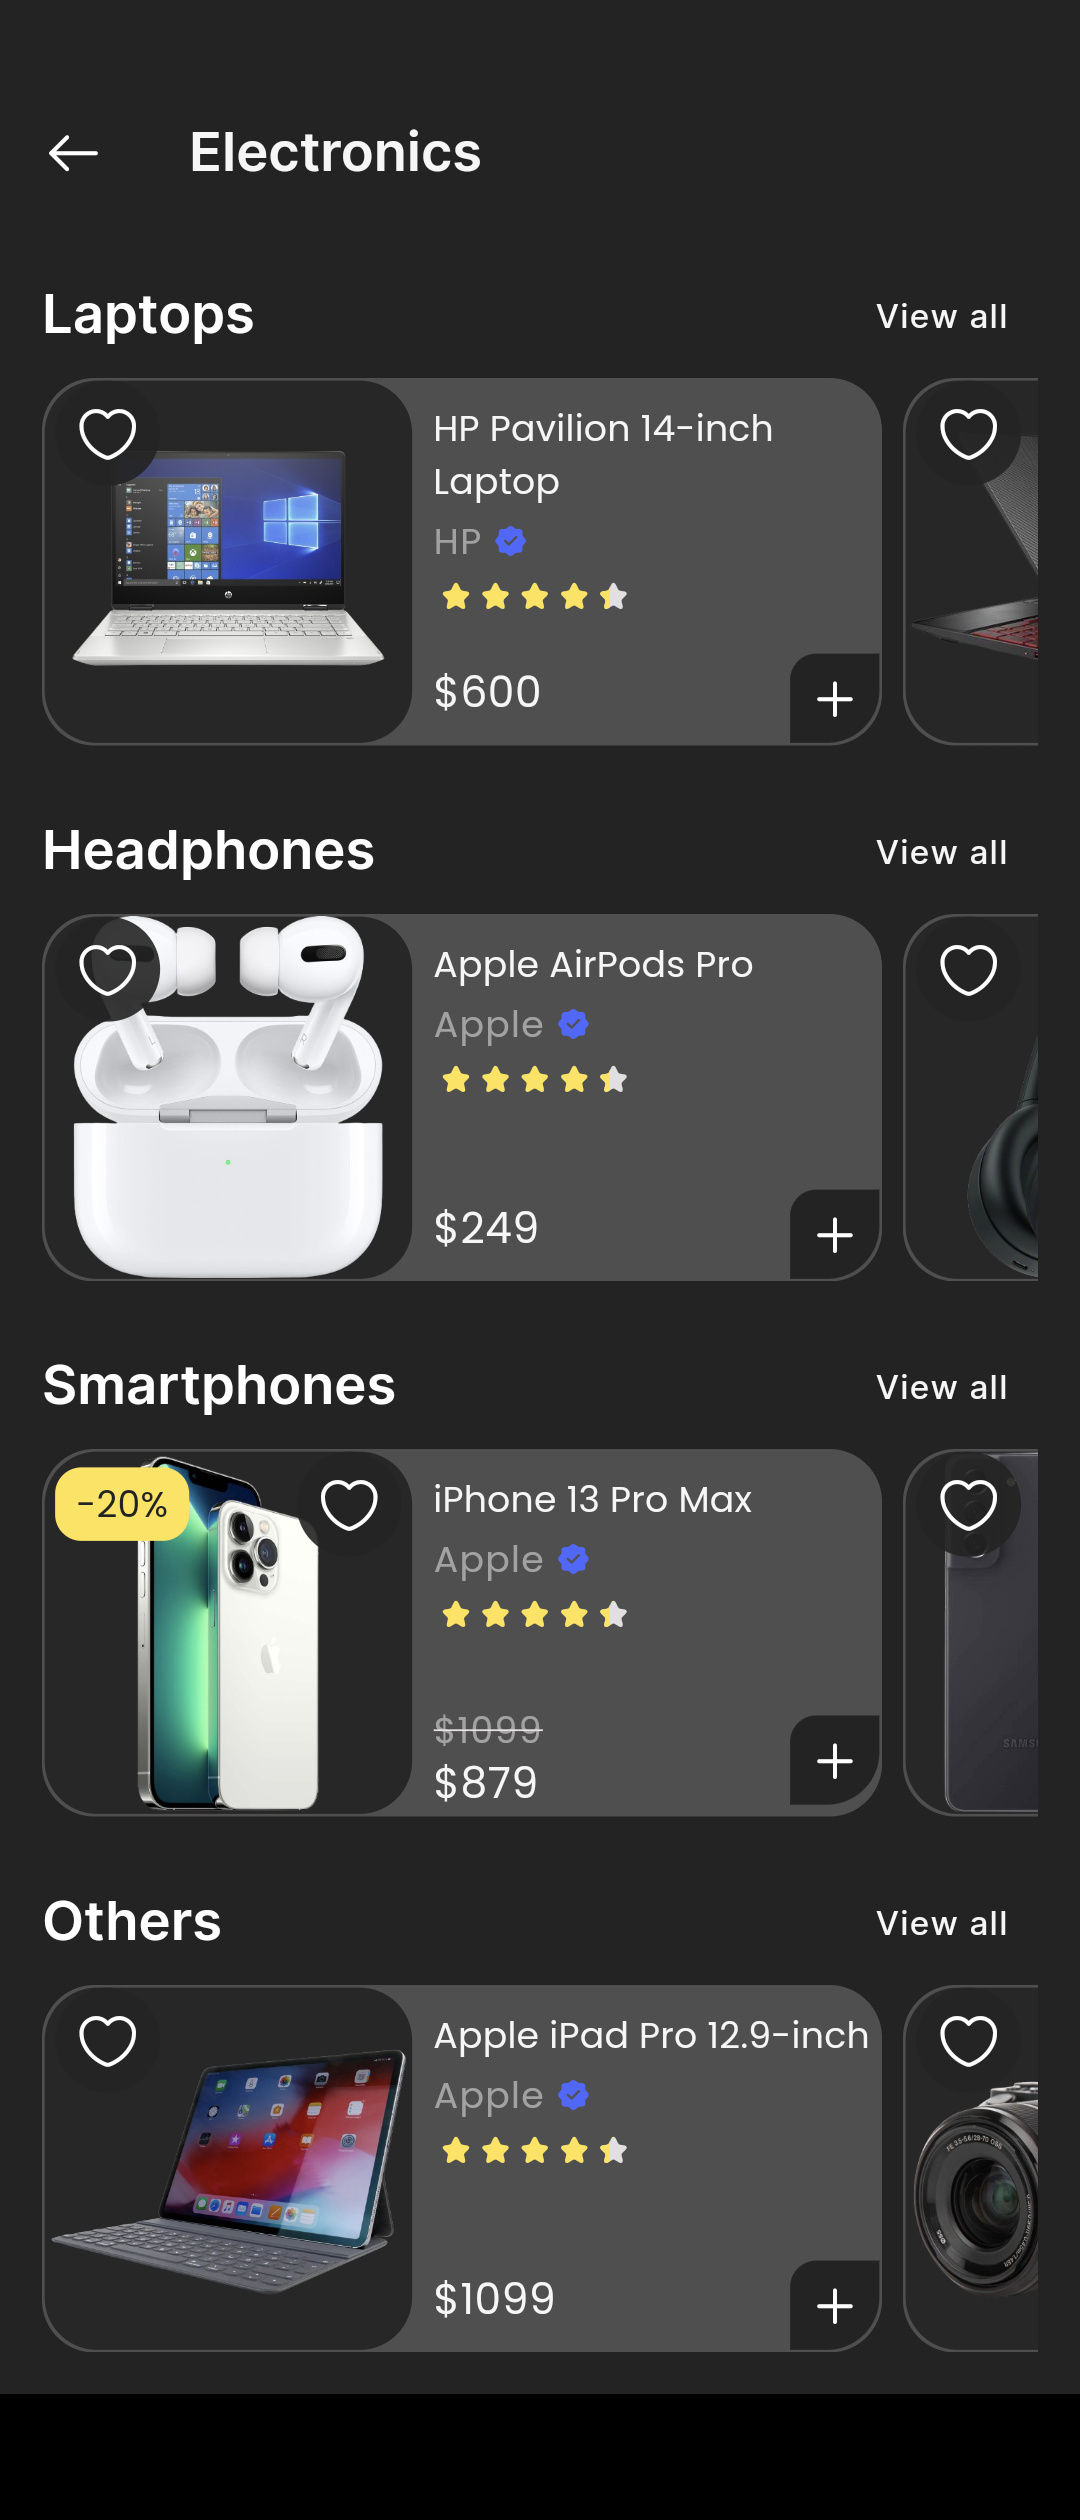 Electronics
Laptops
View all
HP Pavilion 14-inch
Laptop
HP
$600
Headphones
View all
Apple AirPods Pro
Apple
$249
Smartphones
View all
-20%
iPhone 13 Pro Max
Apple
$1099
$879
Others
View all
Apple iPad Pro 12.9-inch
Apple
$1099